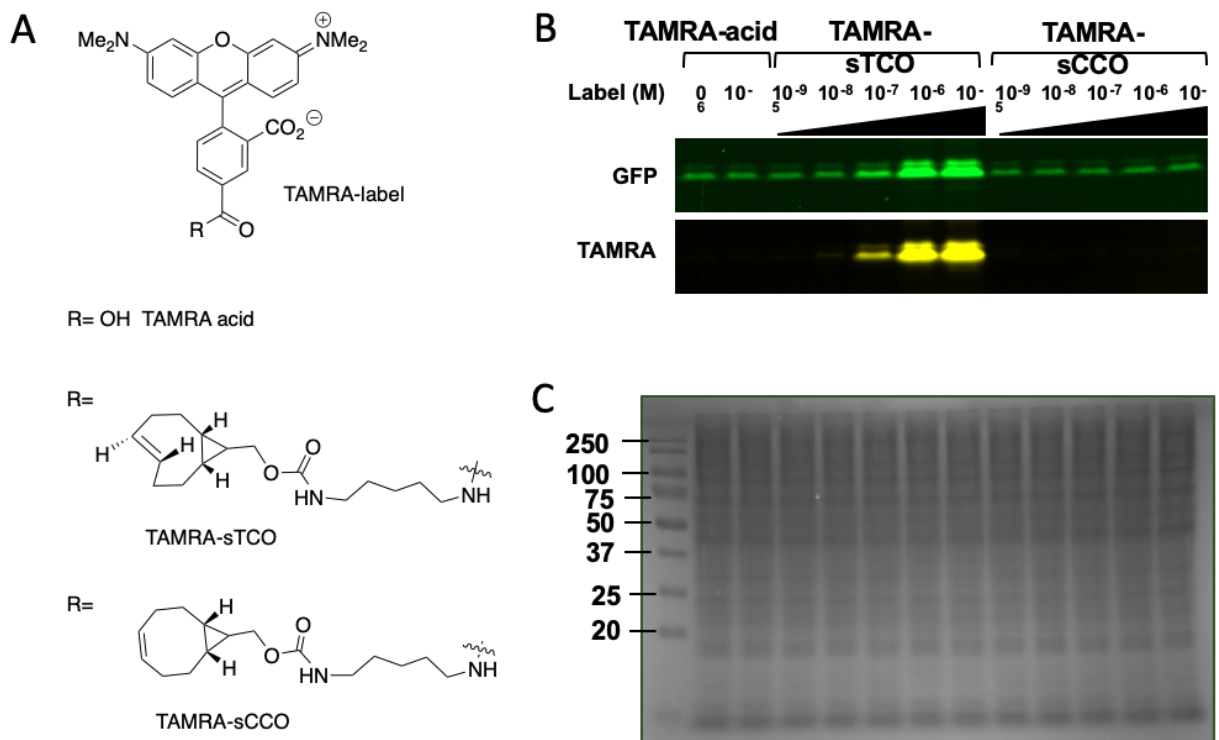 A
Me₂N
O
⊕
NMe₂
CO₂ ⊖
R
O
TAMRA-label
R= OH TAMRA acid
R=
H
H
H
H
O
O
HN
NH
TAMRA-sTCO
R=
H
H
O
O
HN
NH
TAMRA-sCCO
B
TAMRA-acid TAMRA- TAMRA-
sTCO sCCO
Label (M) 0 10⁻ 10⁻⁹ 10⁻⁸ 10⁻⁷ 10⁻⁶ 10⁻ 10⁻⁹ 10⁻⁸ 10⁻⁷ 10⁻⁶ 10⁻
6 5 5
GFP
TAMRA
C
250
100
75
50
37
25
20